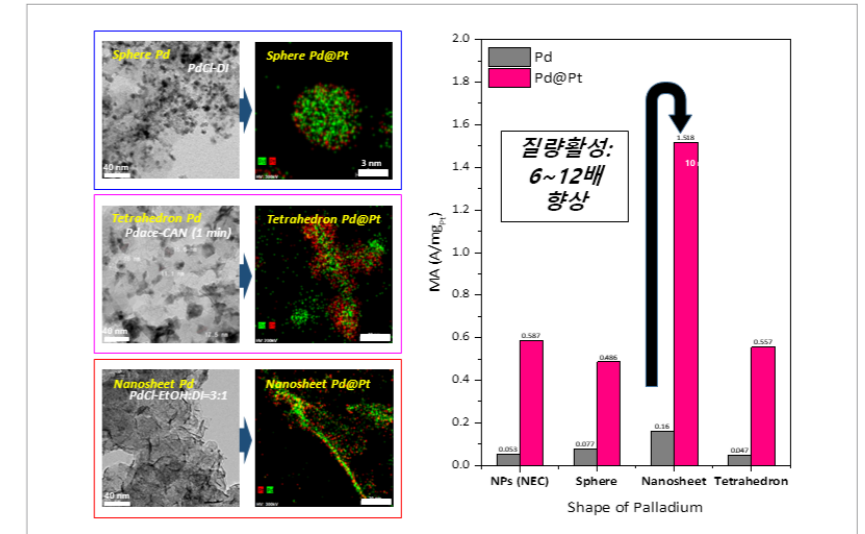 Sphere Pd
PdCl-DI
40 nm
Sphere Pd@Pt
3 nm
Tetrahedron Pd
Pdace-CAN (1 min)
40 nm
Tetrahedron Pd@Pt
Nanosheet Pd
PdCl-EtOH:DI=3:1
40 nm
Nanosheet Pd@Pt
Pd
Pd@Pt
질량활성:
6~12배
향상
MA (A/mgPt)
2.0
1.8
1.6
1.4
1.2
1.0
0.8
0.6
0.4
0.2
0.0
0.053
0.587
0.077
0.486
0.16
1.518
0.047
0.557
NPs (NEC)
Sphere
Nanosheet
Tetrahedron
Shape of Palladium